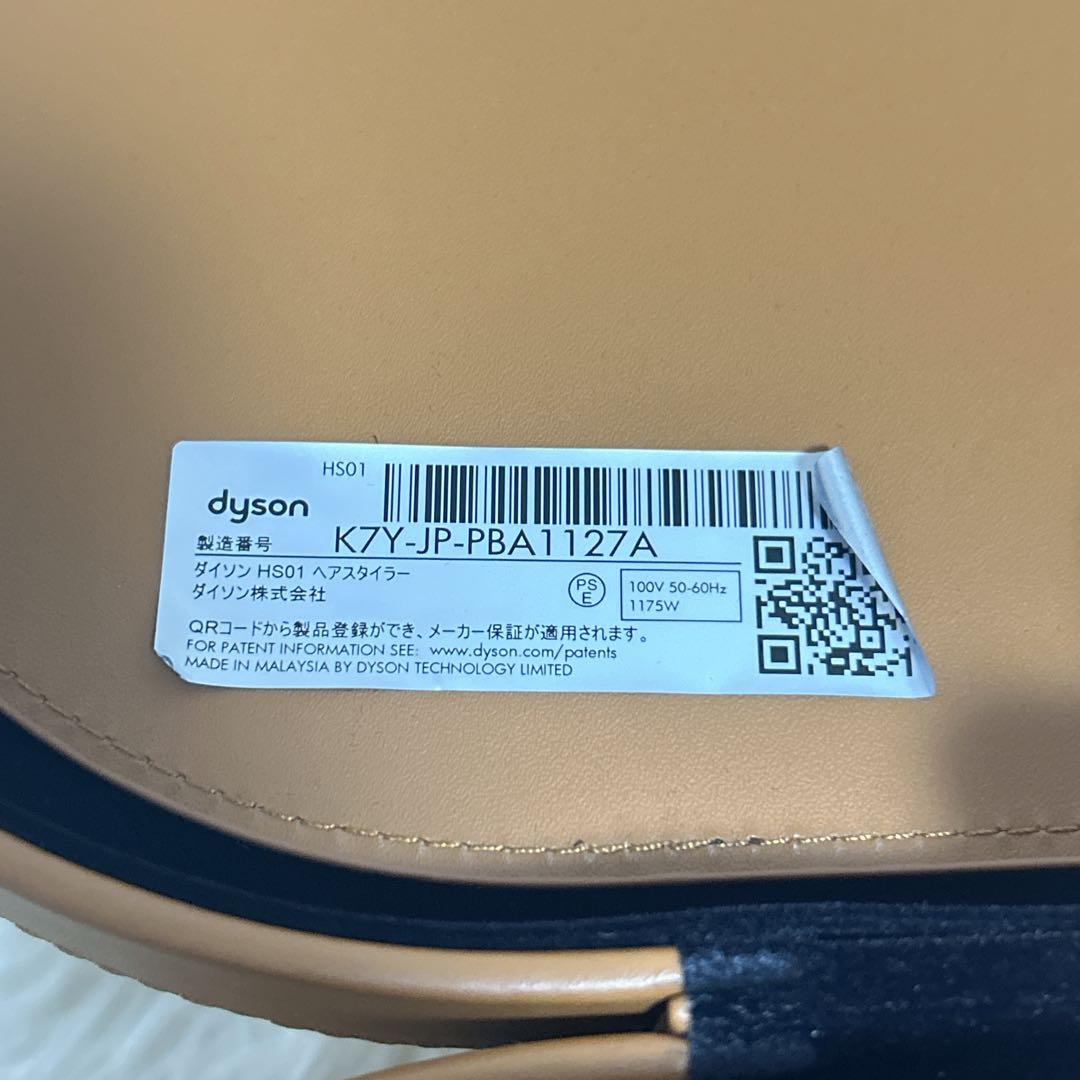 HS01
dyson
製造番号 K7Y-JP-PBA1127A
ダイソン HS01 ヘアスタイラー
ダイソン株式会社
PS
E
100V 50-60Hz
1175W
QRコードから製品登録ができ、メーカー保証が適用されます。
FOR PATENT INFORMATION SEE: www.dyson.com/patents
MADE IN MALAYSIA BY DYSON TECHNOLOGY LIMITED